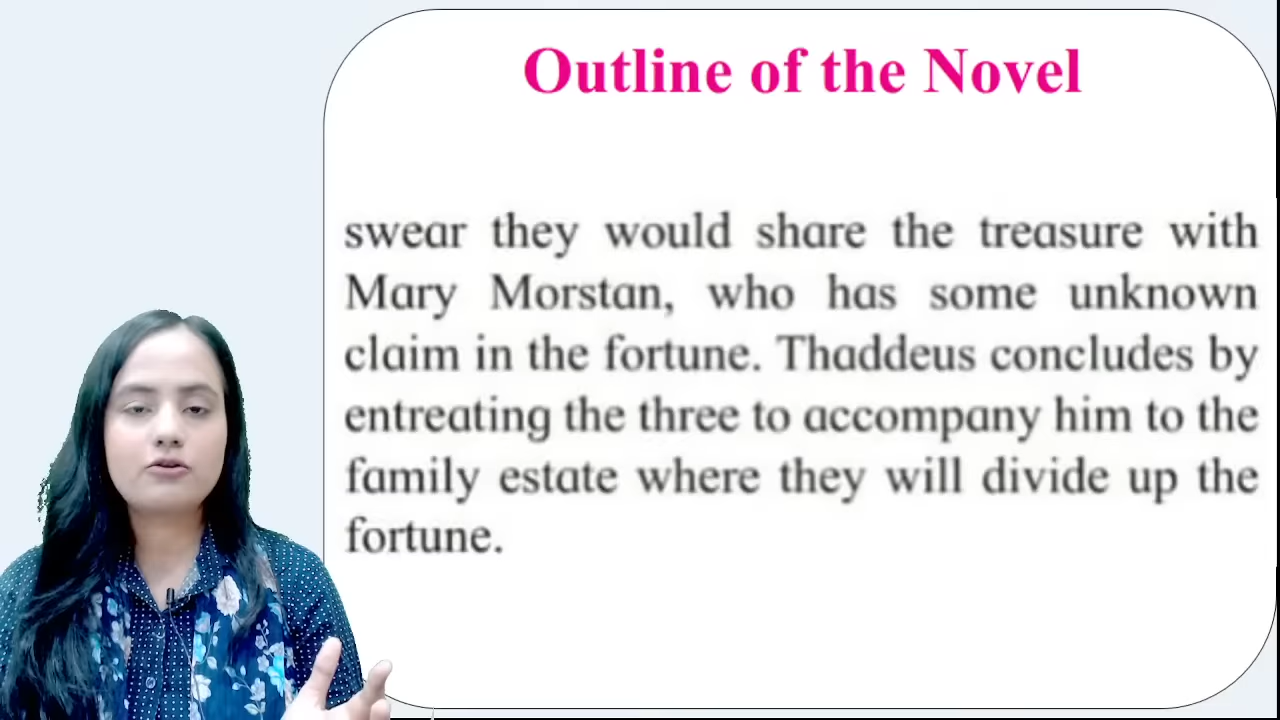 Outline of the Novel
swear they would share the treasure with
Mary Morstan, who has some unknown
claim in the fortune. Thaddeus concludes by
entreating the three to accompany him to the
family estate where they will divide up the
fortune.